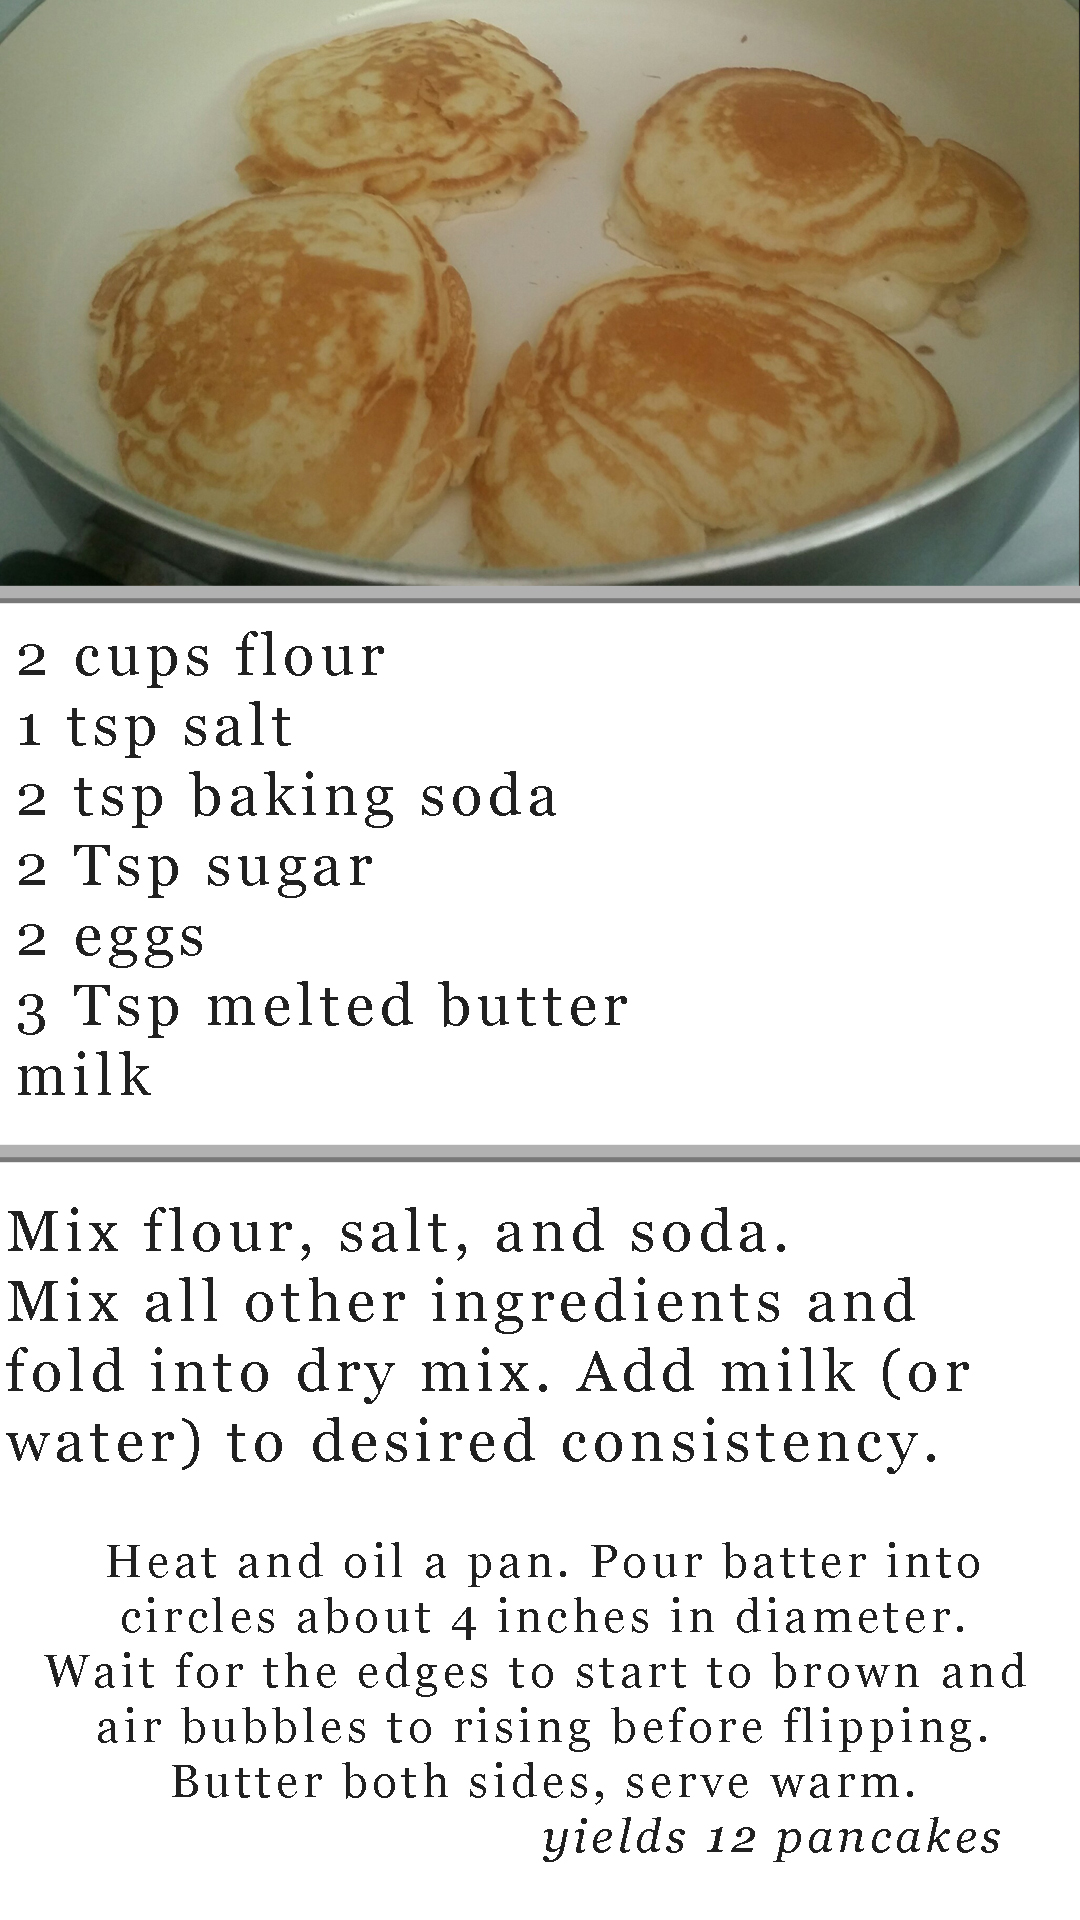 2 cups flour
1 tsp salt
2 tsp baking soda
2 Tsp sugar
2 eggs
3 Tsp melted butter
milk
Mix flour, salt, and soda.
Mix all other ingredients and
fold into dry mix. Add milk (or
water) to desired consistency.
Heat and oil a pan. Pour batter into
circles about 4 inches in diameter.
Wait for the edges to start to brown and
air bubbles to rising before flipping.
Butter both sides, serve warm.
yields 12 pancakes